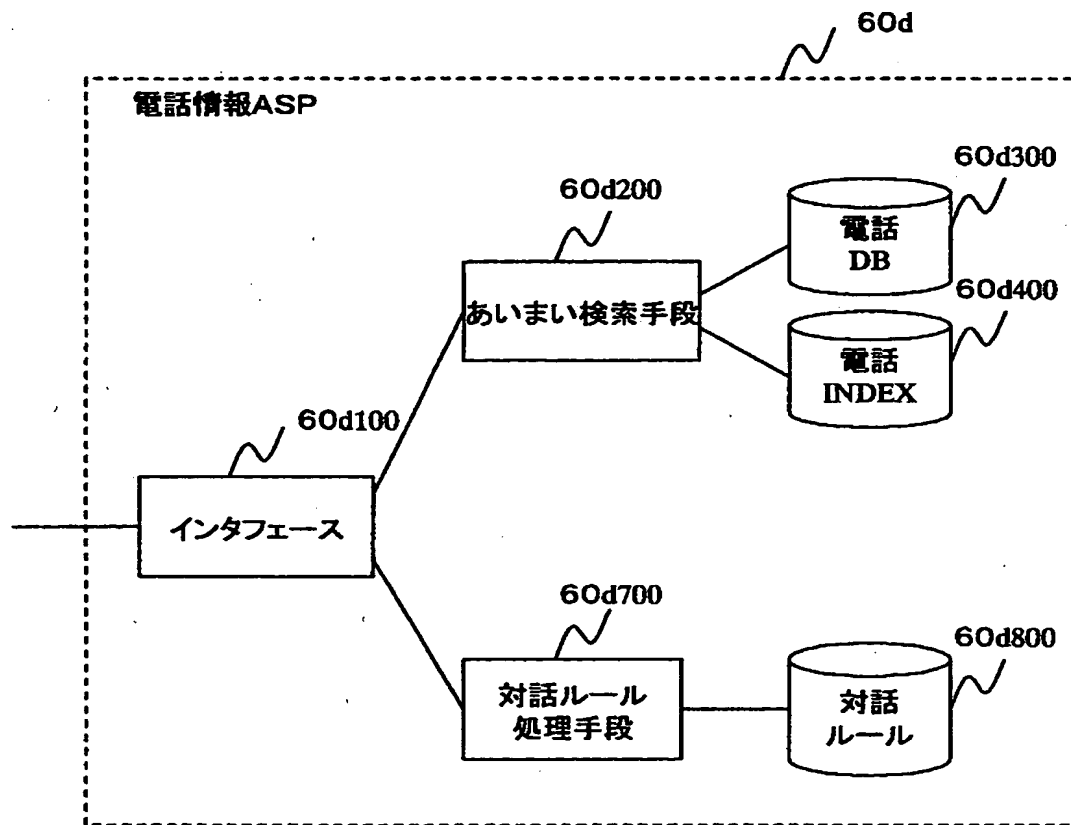 60d
電話情報ASP
60d300
60d200
電話
DB
60d400
あいまい検索手段
電話
INDEX
60d100
インタフェース
60d700
60d800
対話ルール
処理手段
対話
ルール